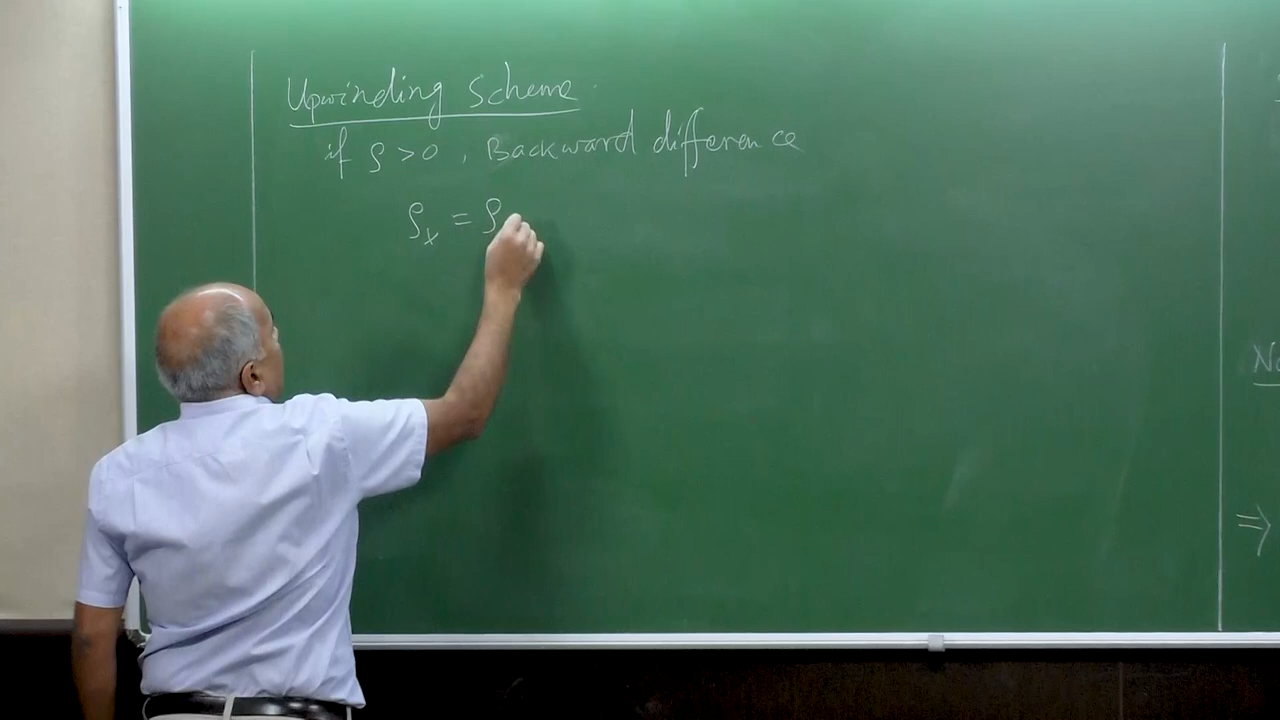 Upwinding Scheme
if ρ > 0, Backward difference
ρₓ = ρ
⇒